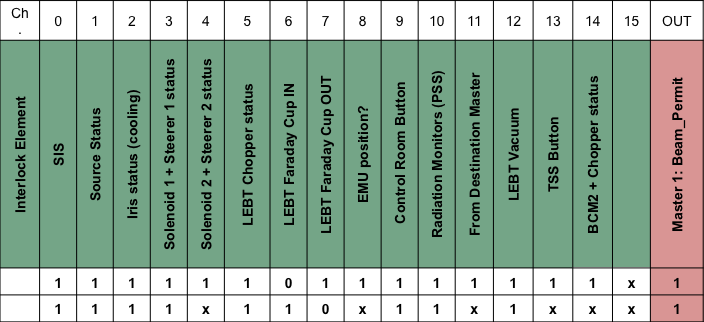 Ch. 0 1 2 3 4 5 6 7 8 9 10 11 12 13 14 15 OUT
Interlock Element
SIS
Source Status
Iris status (cooling)
Solenoid 1 + Steerer 1 status
Solenoid 2 + Steerer 2 status
LEBT Chopper status
LEBT Faraday Cup IN
LEBT Faraday Cup OUT
EMU position?
Control Room Button
Radiation Monitors (PSS)
From Destination Master
LEBT Vacuum
TSS Button
BCM2 + Chopper status
Master 1: Beam_Permit
1 1 1 1 1 1 0 1 1 1 1 1 1 1 1 x 1
1 1 1 1 x 1 1 0 x 1 1 x 1 x x x 1